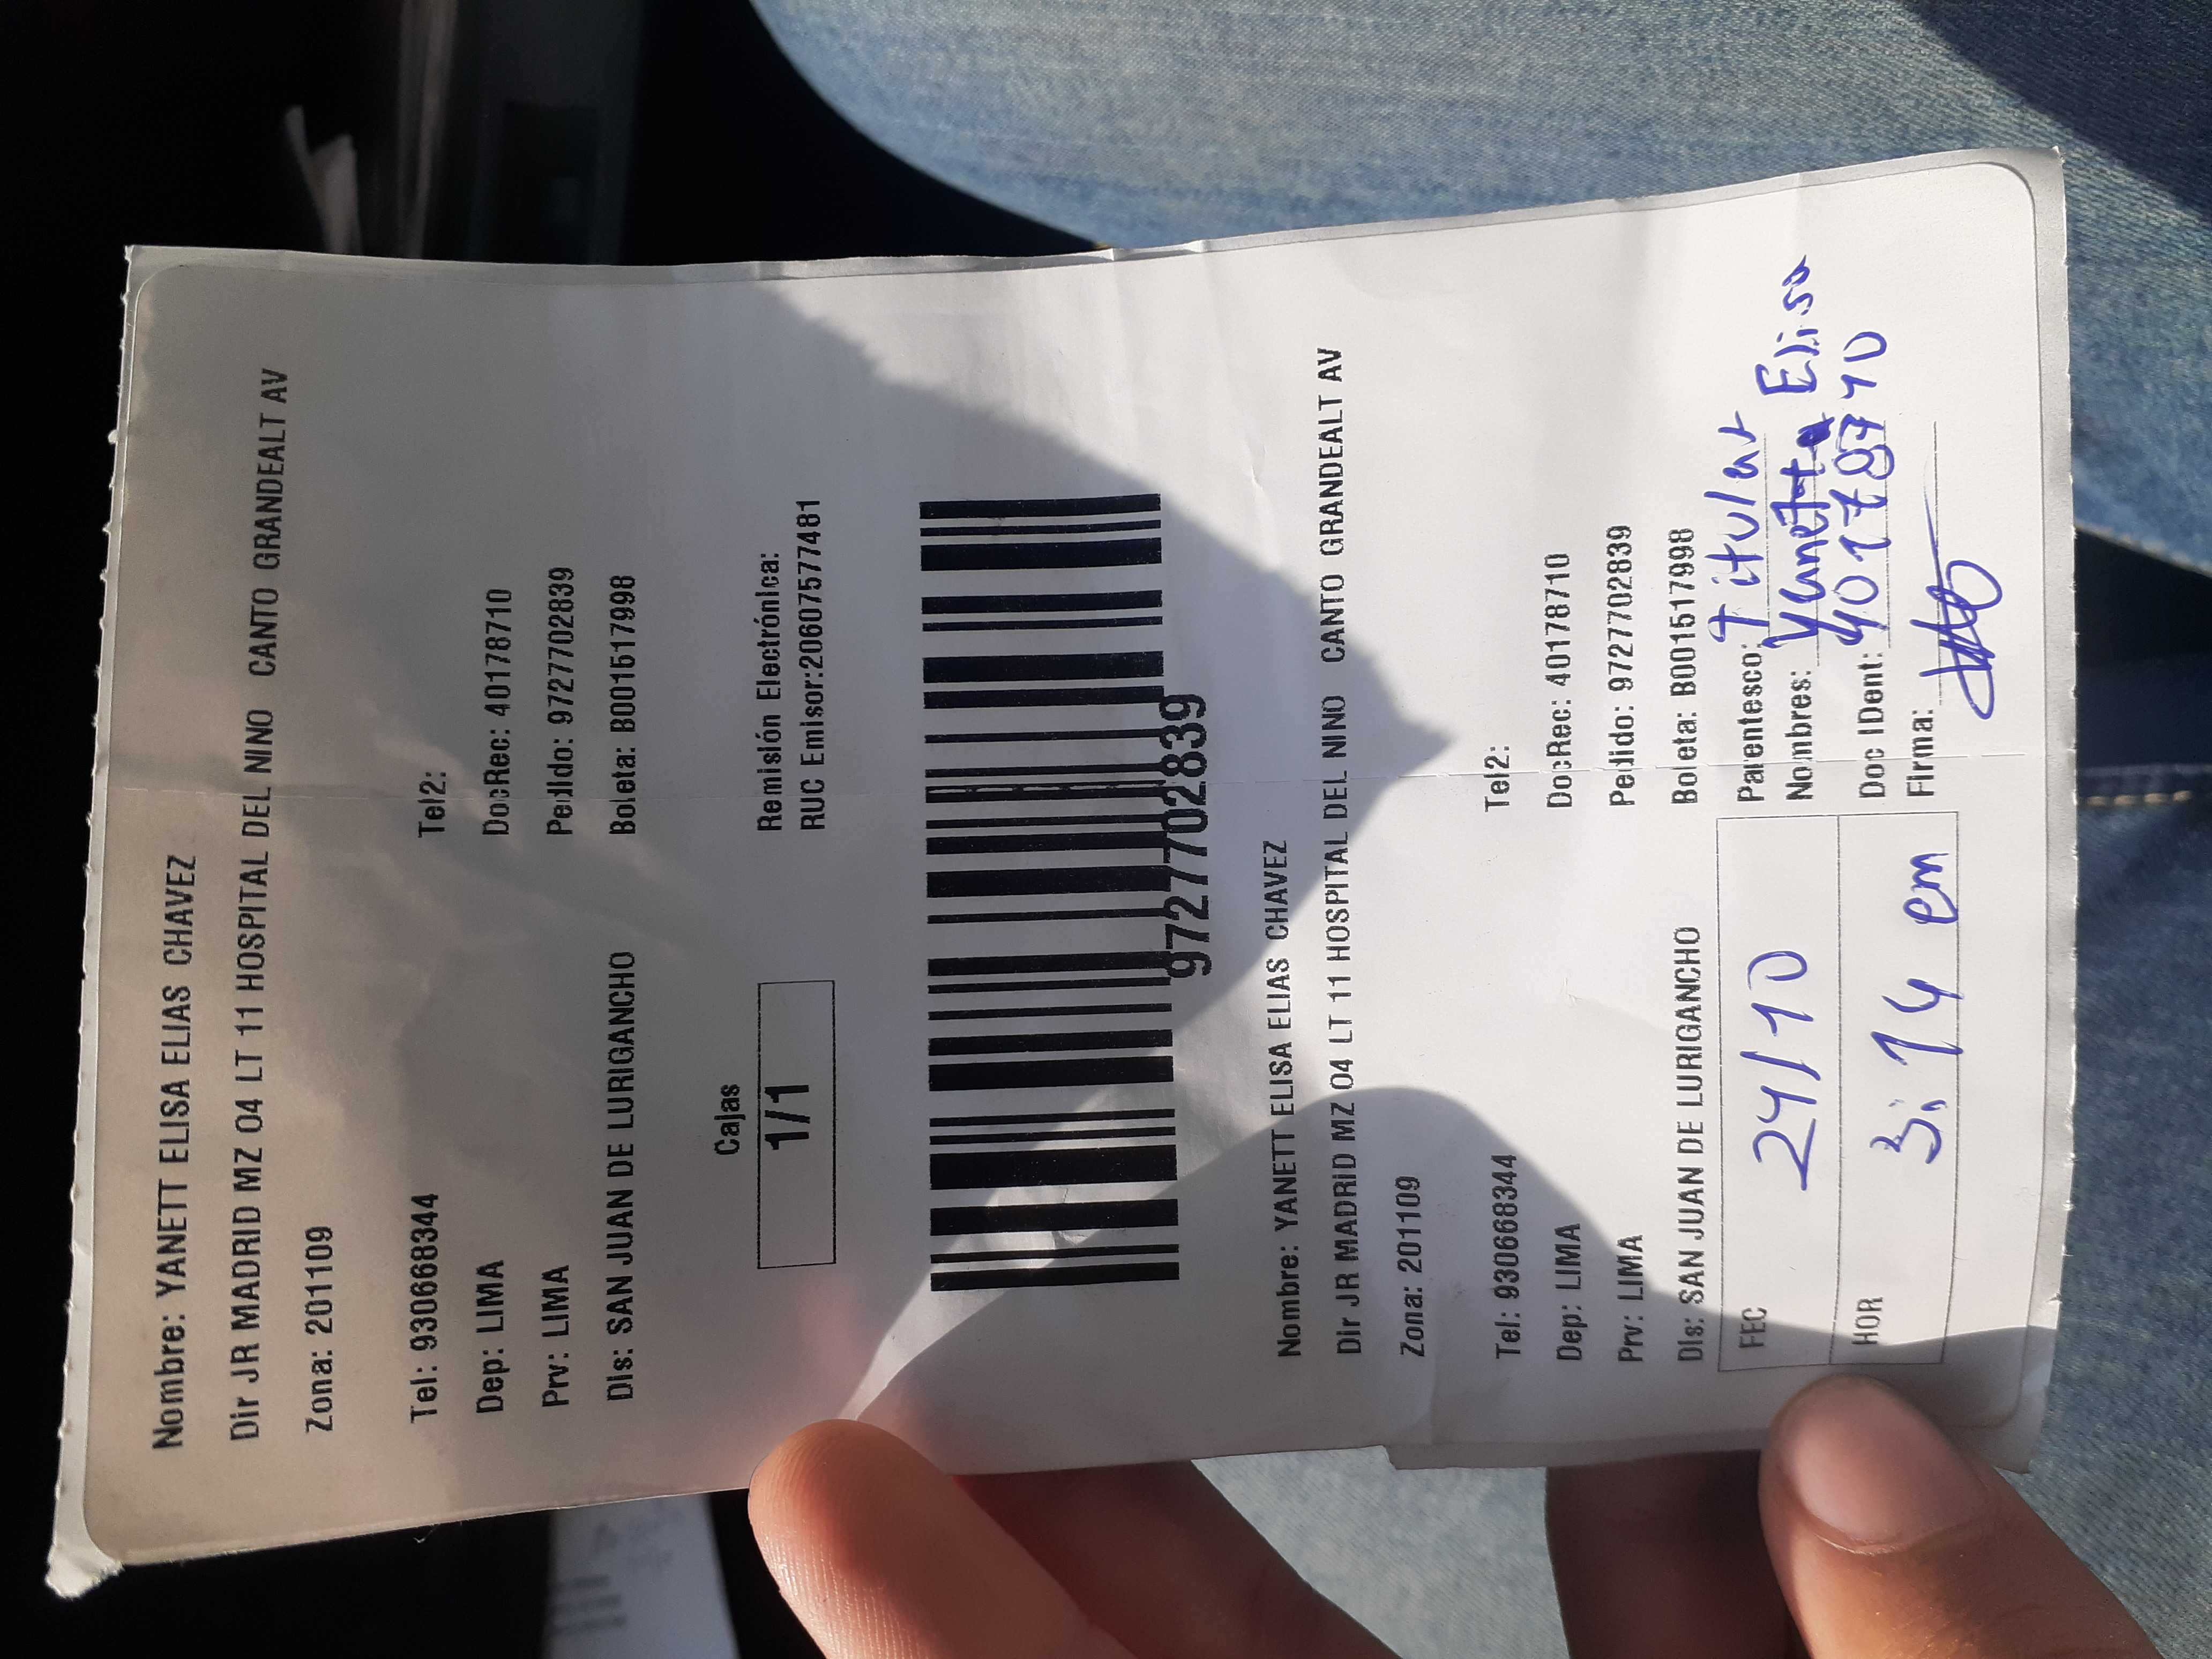 Nombre: YANETT ELISA ELIAS CHAVEZ
Dir JR MADRID MZ 04 LT 11 HOSPITAL DEL NINO CANTO GRANDEALT AV
Zona: 201109
Tel: 930668344 Tel2:
Dep: LIMA DocRec: 40178710
Prv: LIMA Pedido: 9727702839
Dis: SAN JUAN DE LURIGANCHO Boleta: B001517998
Cajas
1/1
Remisión Electrónica:
RUC Emisor:20607577481
9727702839
Nombre: YANETT ELISA ELIAS CHAVEZ
Dir JR MADRID MZ 04 LT 11 HOSPITAL DEL NINO CANTO GRANDEALT AV
Zona: 201109
Tel: 930668344 Tel2:
Dep: LIMA DocRec: 40178710
Prv: LIMA Pedido: 9727702839
Dis: SAN JUAN DE LURIGANCHO Boleta: B001517998
FEC 24/10
HOR 3:14
Parentesco: Titular
Nombres: Elisa
Doc IDent:
Firma: